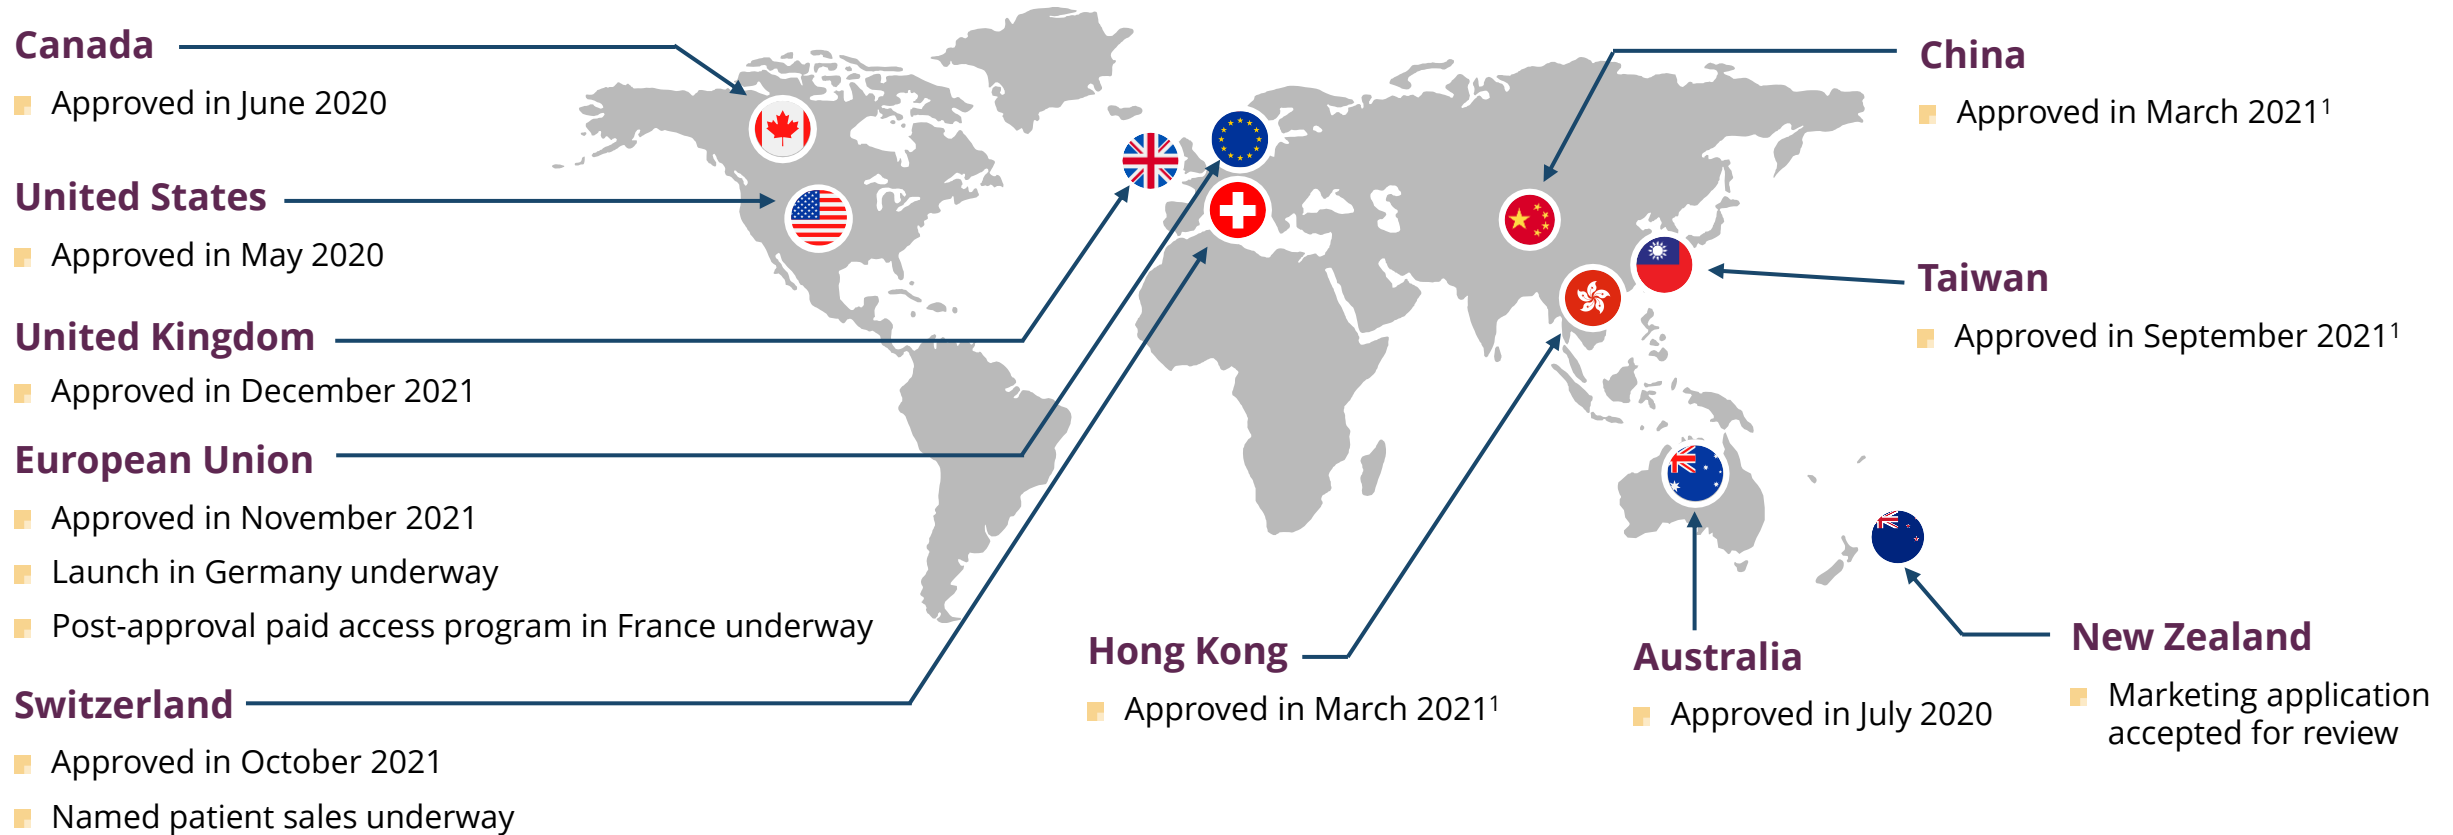 Canada
Approved in June 2020
United States
Approved in May 2020
United Kingdom
Approved in December 2021
European Union
Approved in November 2021
Launch in Germany underway
Post-approval paid access program in France underway
Switzerland
Approved in October 2021
Named patient sales underway
China
Approved in March 2021¹
Taiwan
Approved in September 2021¹
Hong Kong
Approved in March 2021¹
Australia
Approved in July 2020
New Zealand
Marketing application
accepted for review